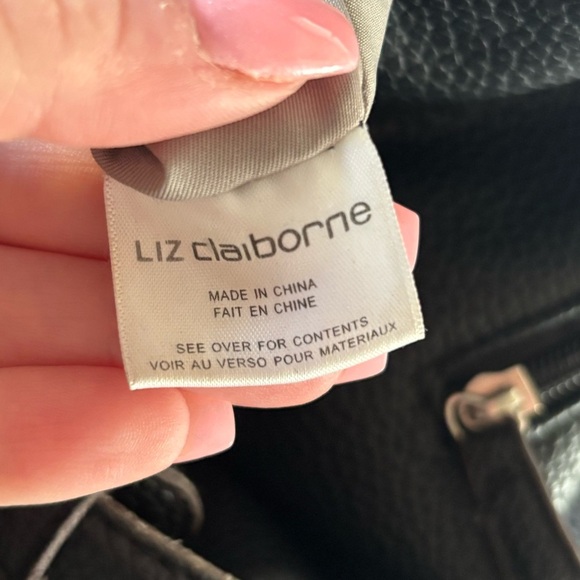 LIZ claiborne
MADE IN CHINA
FAIT EN CHINE
SEE OVER FOR CONTENTS
VOIR AU VERSO POUR MATERIAUX